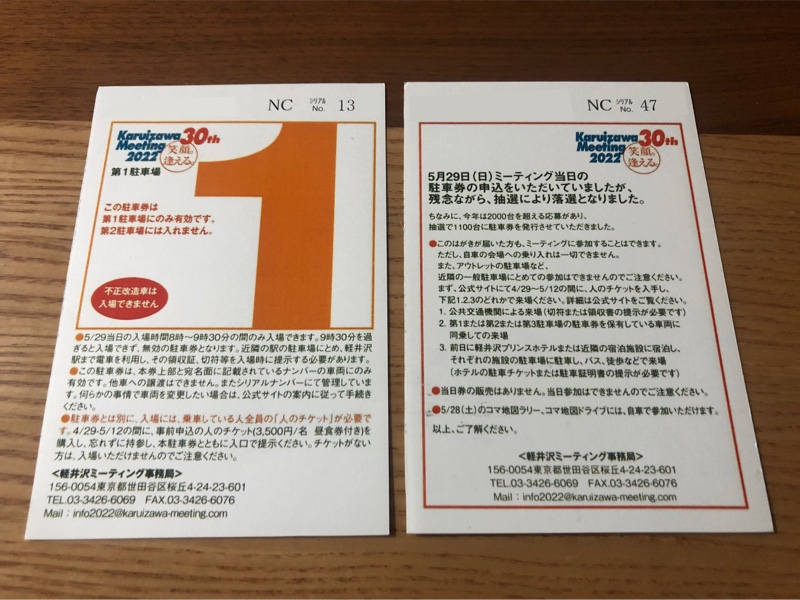 NC シリアル No. 13
Karuizawa 30th
Meeting 笑顔で
2022 逢える。
第1駐車場
1
この駐車券は
第1駐車場にのみ有効です。
第2駐車場には入れません。
不正改造車は
入場できません
●5/29当日の入場時間8時～9時30分の間のみ入場できます。9時30分を過
ぎると入場できず、無効の駐車券となります。近隣の駅の駐車場にとめ、軽井沢
駅まで電車を利用し、その領収証、切符等を入場時に提示する必要があります。
●この駐車券は、本券上部と宛名面に記載されているナンバーの車両にのみ
有効です。他車への譲渡はできません。またシリアルナンバーにて管理していま
す。何らかの事情で車両を変更したい場合は、公式サイトの案内に従って手続き
ください。
●駐車券とは別に、入場には、乗車している人全員の「人のチケット」が必要で
す。4/29-5/12の間に、事前申込の人のチケット(3,500円/名 昼食券付き)を
購入し、忘れずに持参し、本駐車券とともに入口で提示ください。チケットがない
方は、入場いただけませんのでご注意ください。
＜軽井沢ミーティング事務局＞
156-0054東京都世田谷区桜丘4-24-23-601
TEL.03-3426-6069 FAX.03-3426-6076
Mail：info2022@karuizawa-meeting.com
NC シリアル No. 47
Karuizawa 30th
Meeting 笑顔で
2022 逢える。
5月29日(日)ミーティング当日の
駐車券の申込をいただいていましたが、
残念ながら、抽選により落選となりました。
ちなみに、今年は2000台を超える応募があり、
抽選で1100台に駐車券を発行させていただきました。
●このはがきが届いた方も、ミーティングに参加することはできます。
ただし、自車の会場への乗り入れは一切できません。
また、アウトレットの駐車場など、
近隣の一般駐車場にとめての参加はできませんのでご注意ください。
まず、公式サイトにて4/29～5/12の間に、人のチケットを入手し、
下記1.2.3のどれかで来場ください。詳細は公式サイトをご覧ください。
1. 公共交通機関による来場(切符または領収書の提示が必要です)
2. 第1または第2または第3駐車場の駐車券を保有している車両に
同乗しての来場
3. 前日に軽井沢プリンスホテルまたは近隣の宿泊施設に宿泊し、
それぞれの施設の駐車場に駐車し、バス、徒歩などで来場
(ホテルの駐車チケットまたは駐車証明書の提示が必要です)
●当日券の販売はありません。当日参加はできませんのでご注意ください。
●5/28(土)のコマ地図ラリー、コマ地図ドライブには、自車で参加いただけます。
以上、ご了解ください。
＜軽井沢ミーティング事務局＞
156-0054東京都世田谷区桜丘4-24-23-601
TEL.03-3426-6069 FAX.03-3426-6076
Mail：info2022@karuizawa-meeting.com